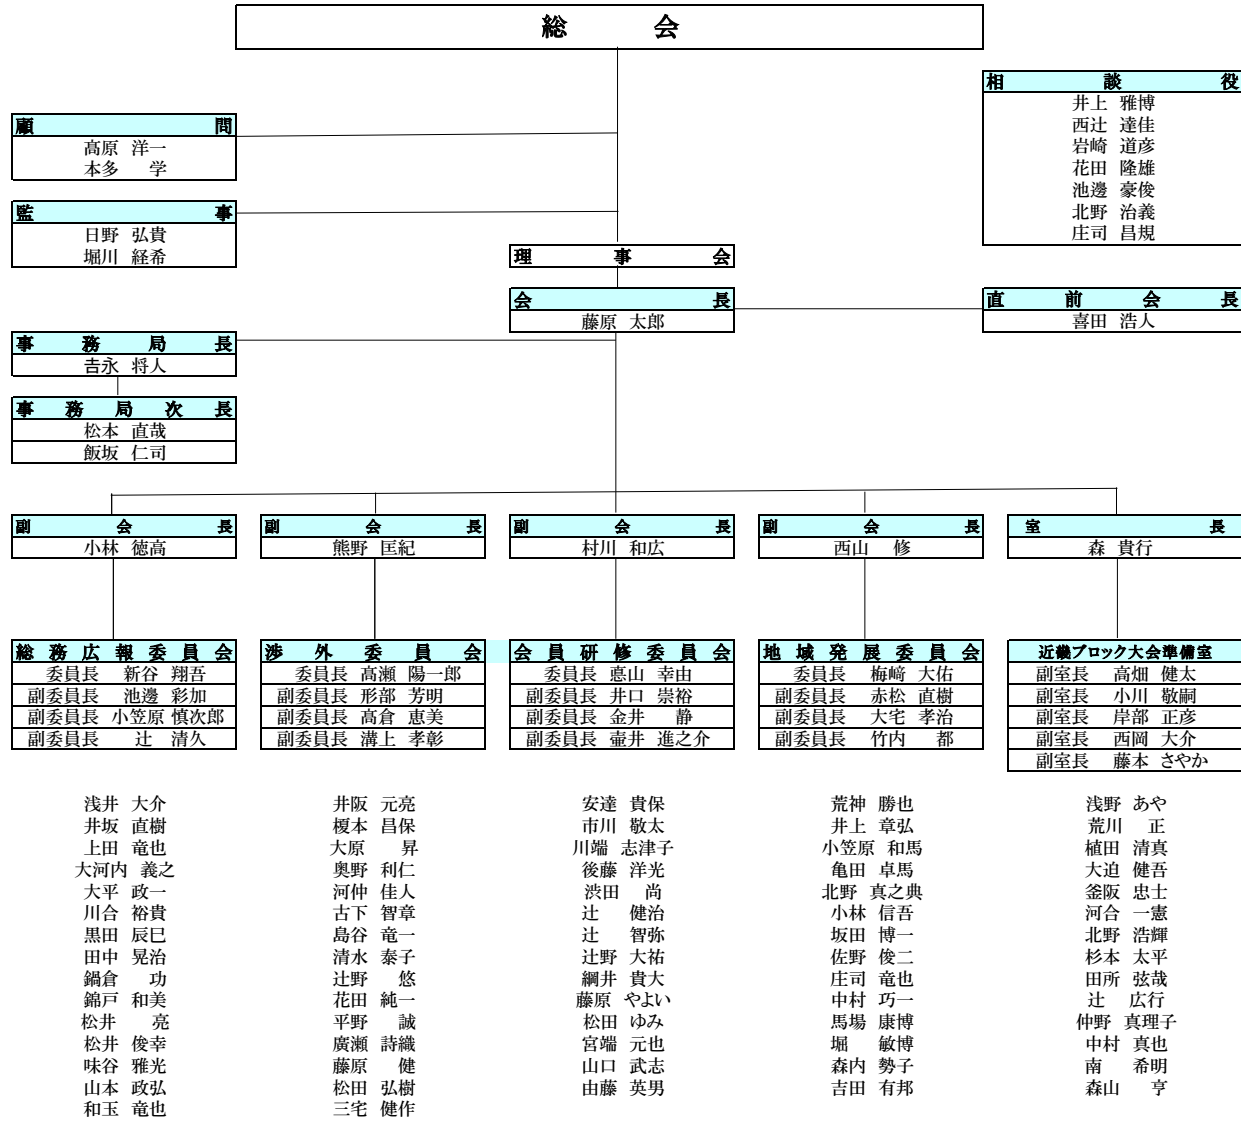 総会
相談役
井上 雅博
西辻 達佳
岩崎 道彦
花田 隆雄
池邊 豪俊
北野 治義
庄司 昌規
顧問
髙原 洋一
本多 学
監事
日野 弘貴
堀川 経希
理事会
会長
藤原 太郎
直前会長
喜田 浩人
事務局長
𠮷永 将人
事務局次長
松本 直哉
飯坂 仁司
副会長
小林 徳高
副会長
熊野 匡紀
副会長
村川 和広
副会長
西山 修
室長
森 貴行
総務広報委員会
委員長 新谷 翔吾
副委員長 池邊 彩加
副委員長 小笠原 慎次郎
副委員長 辻 清久
渉外委員会
委員長 髙瀬 陽一郎
副委員長 形部 芳明
副委員長 髙倉 恵美
副委員長 溝上 孝彰
会員研修委員会
委員長 惪山 幸由
副委員長 井口 崇裕
副委員長 金井 静
副委員長 壷井 進之介
地域発展委員会
委員長 梅﨑 大佑
副委員長 赤松 直樹
副委員長 大宅 孝治
副委員長 竹内 都
近畿ブロック大会準備室
副室長 高畑 健太
副室長 小川 敬嗣
副室長 岸部 正彦
副室長 西岡 大介
副室長 藤本 さやか
浅井 大介
井坂 直樹
上田 竜也
大河内 義之
大平 政一
川合 裕貴
黒田 辰巳
田中 晃治
鍋倉 功
錦戸 和美
松井 亮
松井 俊幸
味谷 雅光
山本 政弘
和玉 竜也
井阪 元亮
榎本 昌保
大原 昇
奥野 利仁
河仲 佳人
古下 智章
島谷 竜一
清水 泰子
辻野 悠
花田 純一
平野 誠
廣瀬 詩織
藤原 健
松田 弘樹
三宅 健作
安達 貴保
市川 敬太
川端 志津子
後藤 洋光
渋田 尚
辻 健治
辻 智弥
辻野 大祐
綱井 貴大
藤原 やよい
松田 ゆみ
宮端 元也
山口 武志
由藤 英男
荒神 勝也
井上 章弘
小笠原 和馬
亀田 卓馬
北野 真之典
小林 信吾
坂田 博一
佐野 俊二
庄司 竜也
中村 巧一
馬場 康博
堀 敏博
森内 勢子
吉田 有邦
浅野 あや
荒川 正
植田 清真
大迫 健吾
釜阪 忠士
河合 一憲
北野 浩輝
杉本 太平
田所 弦哉
辻 広行
仲野 真理子
中村 真也
南 希明
森山 亨